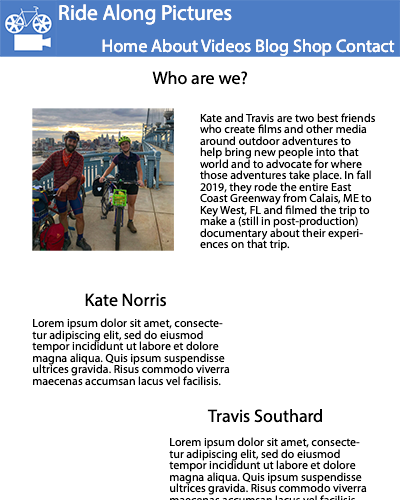 Ride Along Pictures
Home About Videos Blog Shop Contact
Who are we?
Kate and Travis are two best friends
who create films and other media
around outdoor adventures to
help bring new people into that
world and to advocate for where
those adventures take place. In fall
2019, they rode the entire East
Coast Greenway from Calais, ME to
Key West, FL and filmed the trip to
make a (still in post-production)
documentary about their experi-
ences on that trip.
Kate Norris
Lorem ipsum dolor sit amet, consecte-
tur adipiscing elit, sed do eiusmod
tempor incididunt ut labore et dolore
magna aliqua. Quis ipsum suspendisse
ultrices gravida. Risus commodo viverra
maecenas accumsan lacus vel facilisis.
Travis Southard
Lorem ipsum dolor sit amet, consecte-
tur adipiscing elit, sed do eiusmod
tempor incididunt ut labore et dolore
magna aliqua. Quis ipsum suspendisse
ultrices gravida. Risus commodo viverra